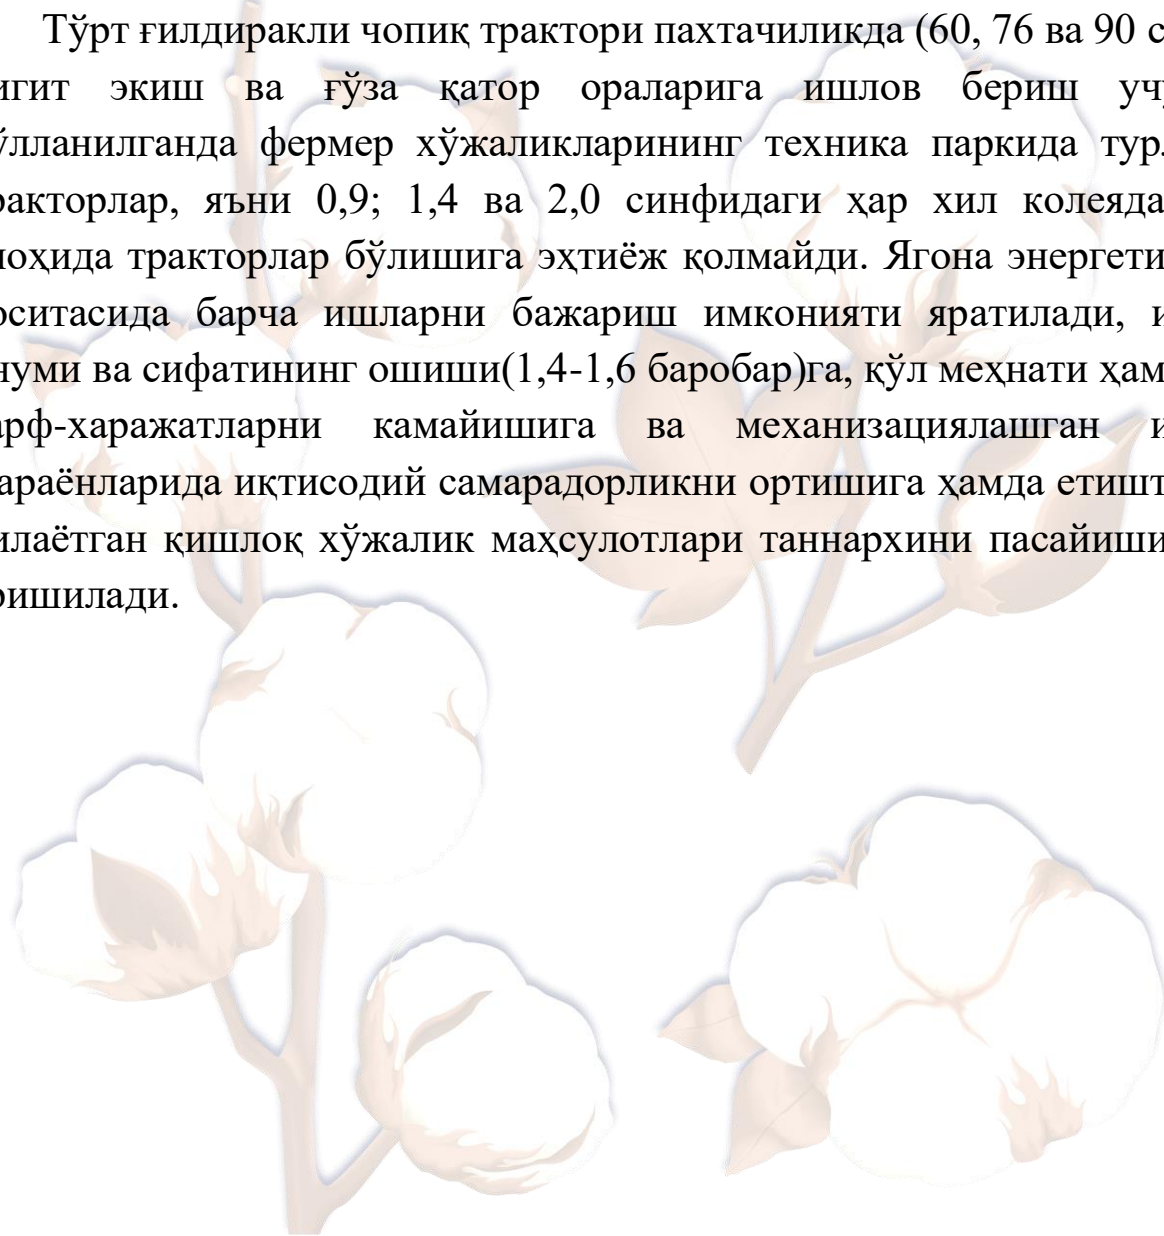 Тўрт ғилдиракли чопиқ трактори пахтачиликда (60, 76 ва 90 с
игит экиш ва ғўза қатор ораларига ишлов бериш уч
ўлланилганда фермер хўжаликларининг техника паркида тур
ракторлар, яъни 0,9; 1,4 ва 2,0 синфидаги ҳар хил колеяда
моҳида тракторлар бўлишига эҳтиёж қолмайди. Ягона энергети
оситасида барча ишларни бажариш имконияти яратилади, и
нуми ва сифатининг ошиши(1,4-1,6 баробар)га, қўл меҳнати ҳам
арф-харажатларни камайишига ва механизациялашган и
араёнларида иқтисодий самарадорликни ортишига ҳамда етишт
илаётган қишлоқ хўжалик маҳсулотлари таннархини пасайиши
ришилади.